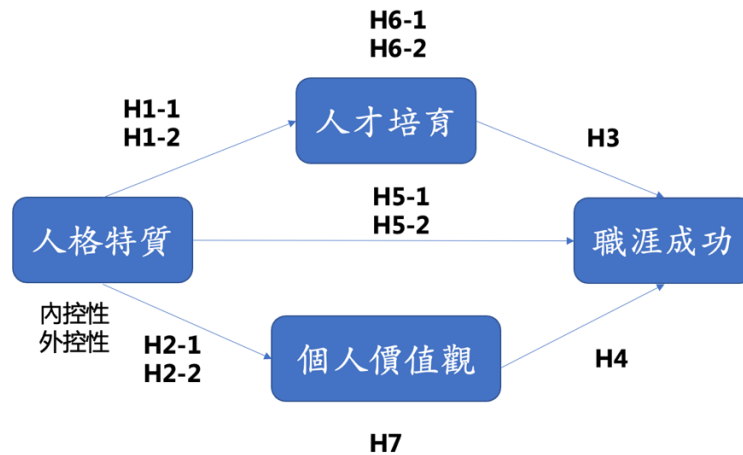 H6-1
H6-2
H1-1
H1-2
人才培育
H3
人格特質
H5-1
H5-2
職涯成功
內控性
外控性
H2-1
H2-2
個人價值觀
H4
H7